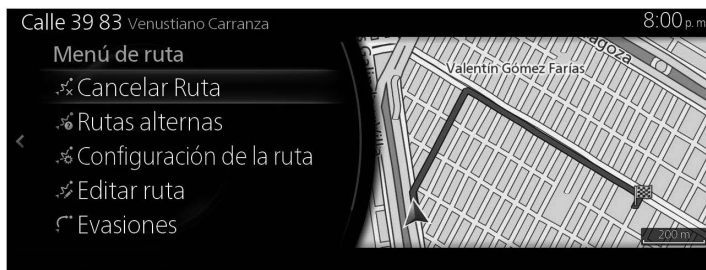 Calle 39 83 Venustiano Carranza
8:00 p. m
Menú de ruta
Cancelar Ruta
Rutas alternas
Configuración de la ruta
Editar ruta
Evasiones
Valentín Gómez Farías
200 m